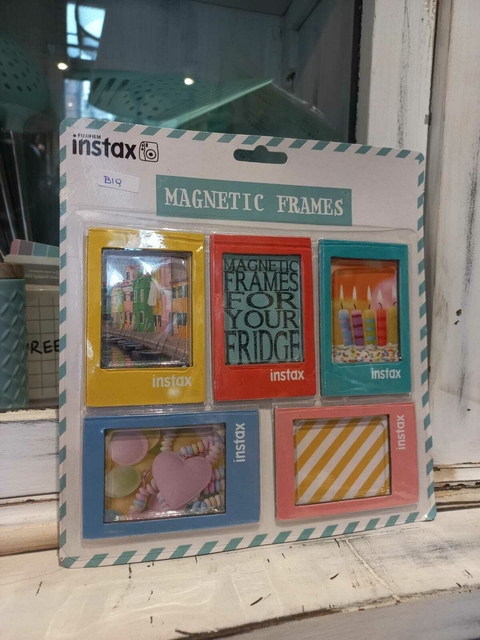 FUJIFILM
instax
B19
MAGNETIC FRAMES
instax
MAGNETIC
FRAMES
FOR
YOUR
FRIDGE
instax
instax
instax
instax
REE